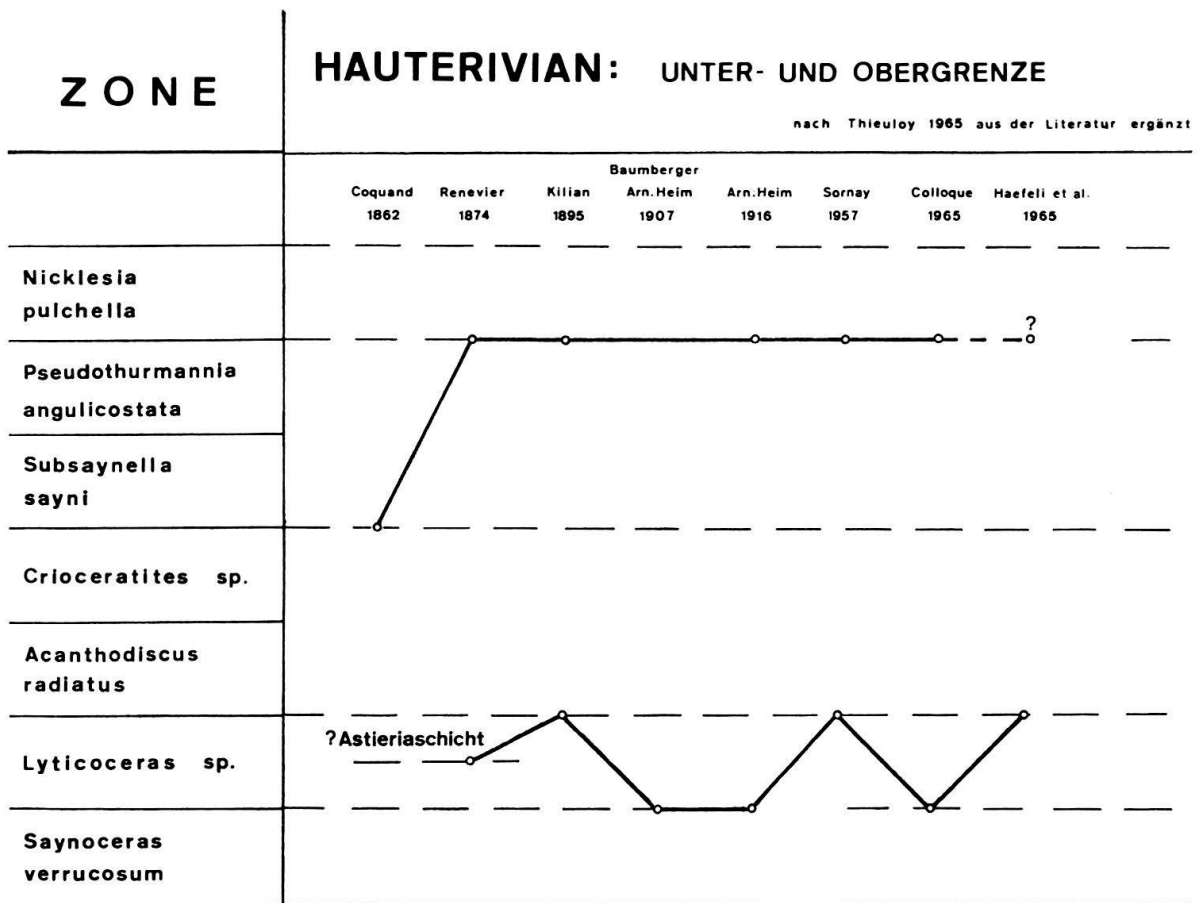 ZONE
HAUTERIVIAN: UNTER- UND OBERGRENZE
nach Thieuloy 1965 aus der Literatur ergänzt
Coquand
1862
Renevier
1874
Kilian
1895
Baumberger
Arn.Heim
1907
Arn.Heim
1916
Sornay
1957
Colloque
1965
Haefeli et al.
1965
Nicklesia
pulchella
?
Pseudothurmannia
angulicostata
Subsaynella
sayni
Crioceratites sp.
Acanthodiscus
radiatus
?Astieriaschicht
Lyticoceras sp.
Saynoceras
verrucosum